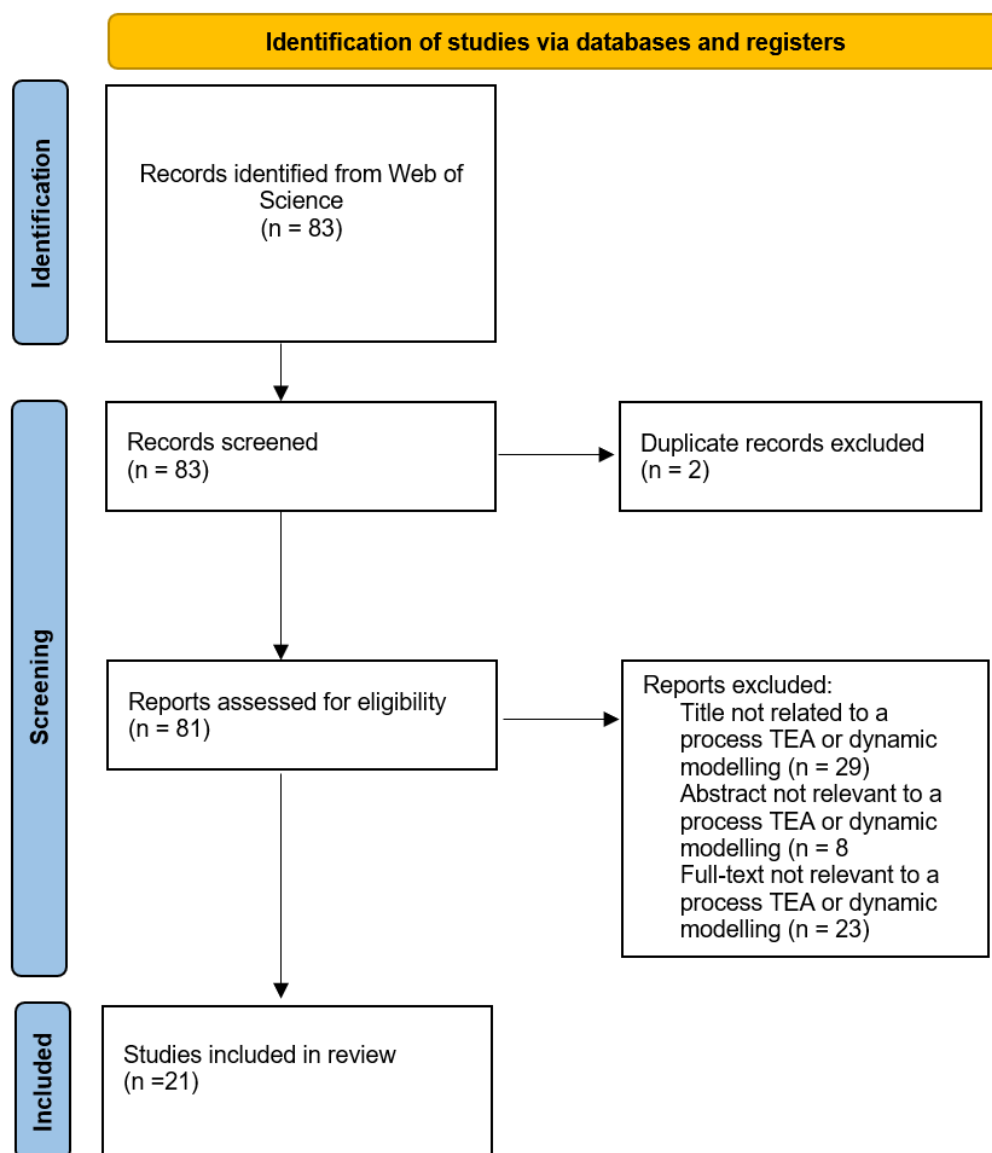 Identification of studies via databases and registers
Identification
Records identified from Web of
Science
(n = 83)
Screening
Records screened
(n = 83)
Duplicate records excluded
(n = 2)
Reports assessed for eligibility
(n = 81)
Reports excluded:
Title not related to a
process TEA or dynamic
modelling (n = 29)
Abstract not relevant to a
process TEA or dynamic
modelling (n = 8
Full-text not relevant to a
process TEA or dynamic
modelling (n = 23)
Included
Studies included in review
(n =21)